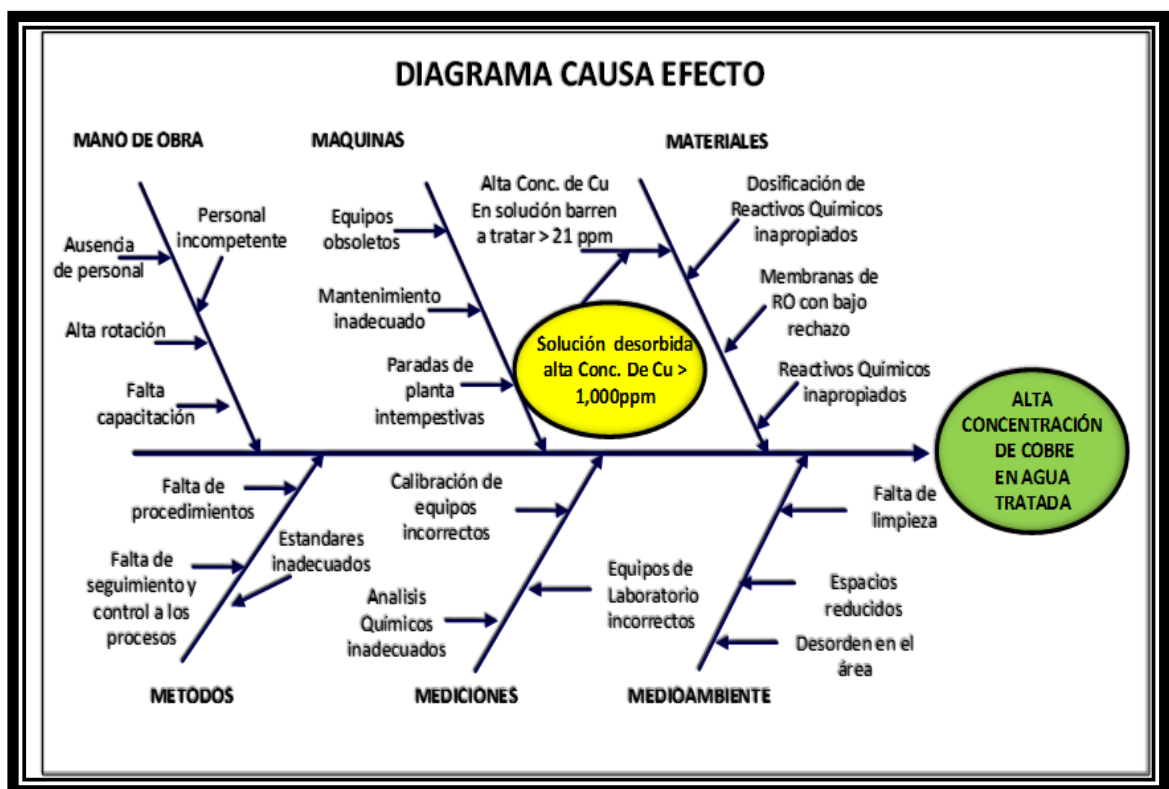 DIAGRAMA CAUSA EFECTO
MANO DE OBRA
MAQUINAS
MATERIALES
Personal
incompetente
Ausencia
de personal
Alta rotación
Falta
capacitación
Equipos
obsoletos
Mantenimiento
inadecuado
Paradas de
planta
intempestivas
Alta Conc. de Cu
En solución barren
a tratar > 21 ppm
Solución desorbida
alta Conc. De Cu >
1,000ppm
Dosificación de
Reactivos Químicos
inapropiados
Membranas de
RO con bajo
rechazo
Reactivos Químicos
inapropiados
ALTA
CONCENTRACIÓN
DE COBRE
EN AGUA
TRATADA
Falta de
procedimientos
Estandares
inadecuados
Falta de
seguimiento y
control a los
procesos
Calibración de
equipos
incorrectos
Analisis
Químicos
inadecuados
Equipos de
Laboratorio
incorrectos
Falta de
limpieza
Espacios
reducidos
Desorden en el
área
METODOS
MEDICIONES
MEDIOAMBIENTE